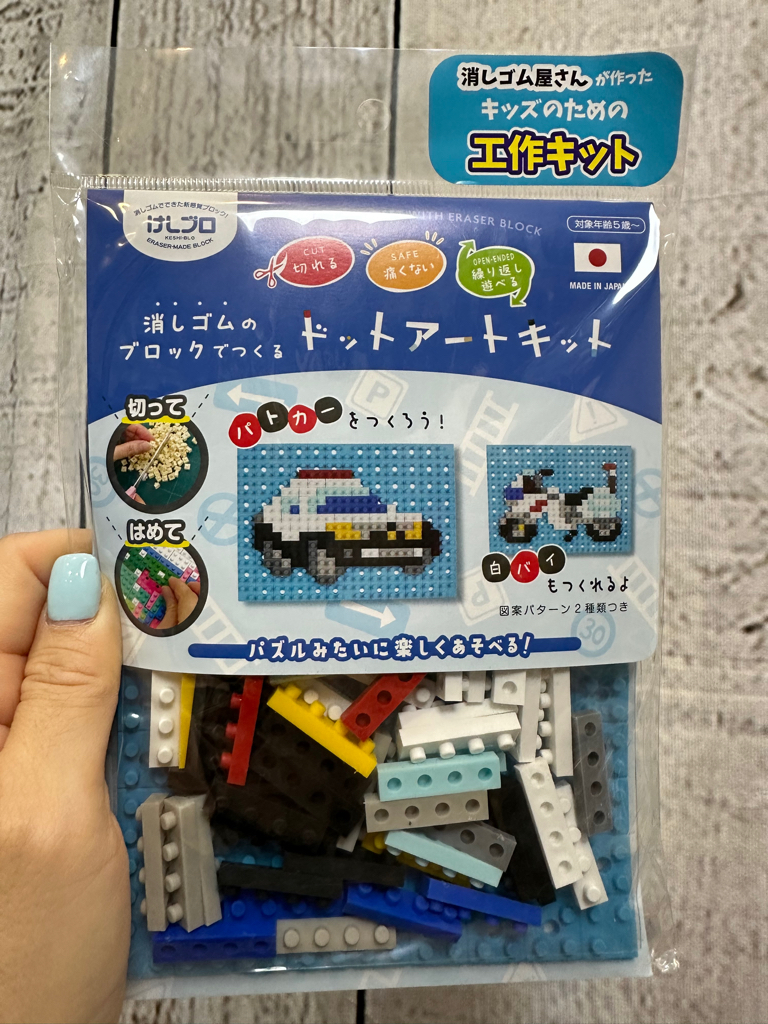 消しゴム屋さんが作った
キッズのための
工作キット
消しゴムでできた新感覚ブロック!
けしブロ
KESHI-BLO
ERASER-MADE BLOCK
WITH ERASER BLOCK
対象年齢5歳～
CUT
切れる
SAFE
痛くない
OPEN-ENDED
繰り返し
遊べる
MADE IN JAPAN
消しゴムの
ブロックでつくる
ドットアートキット
切って
パトカーをつくろう!
はめて
白バイ
もつくれるよ
図案パターン2種類つき
パズルみたいに楽しくあそべる!
P
30